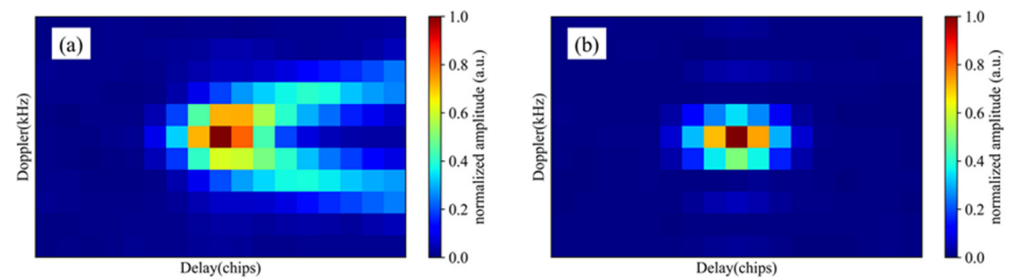 (a)
Doppler(kHz)
Delay(chips)
1.0
0.8
0.6
0.4
0.2
0.0
normalized amplitude (a.u.)
(b)
Doppler(kHz)
Delay(chips)
1.0
0.8
0.6
0.4
0.2
0.0
normalized amplitude (a.u.)